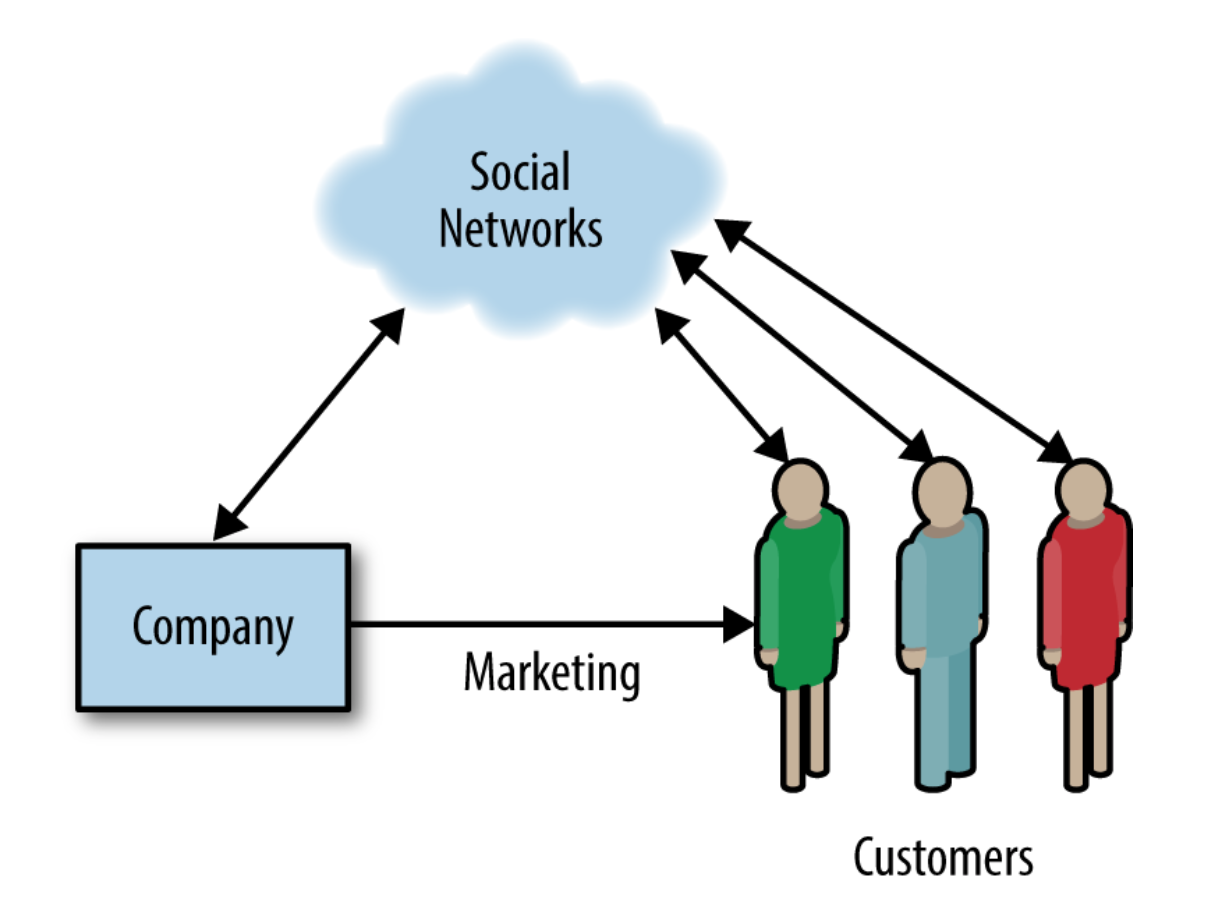 Social
Networks
Company
Marketing
Customers